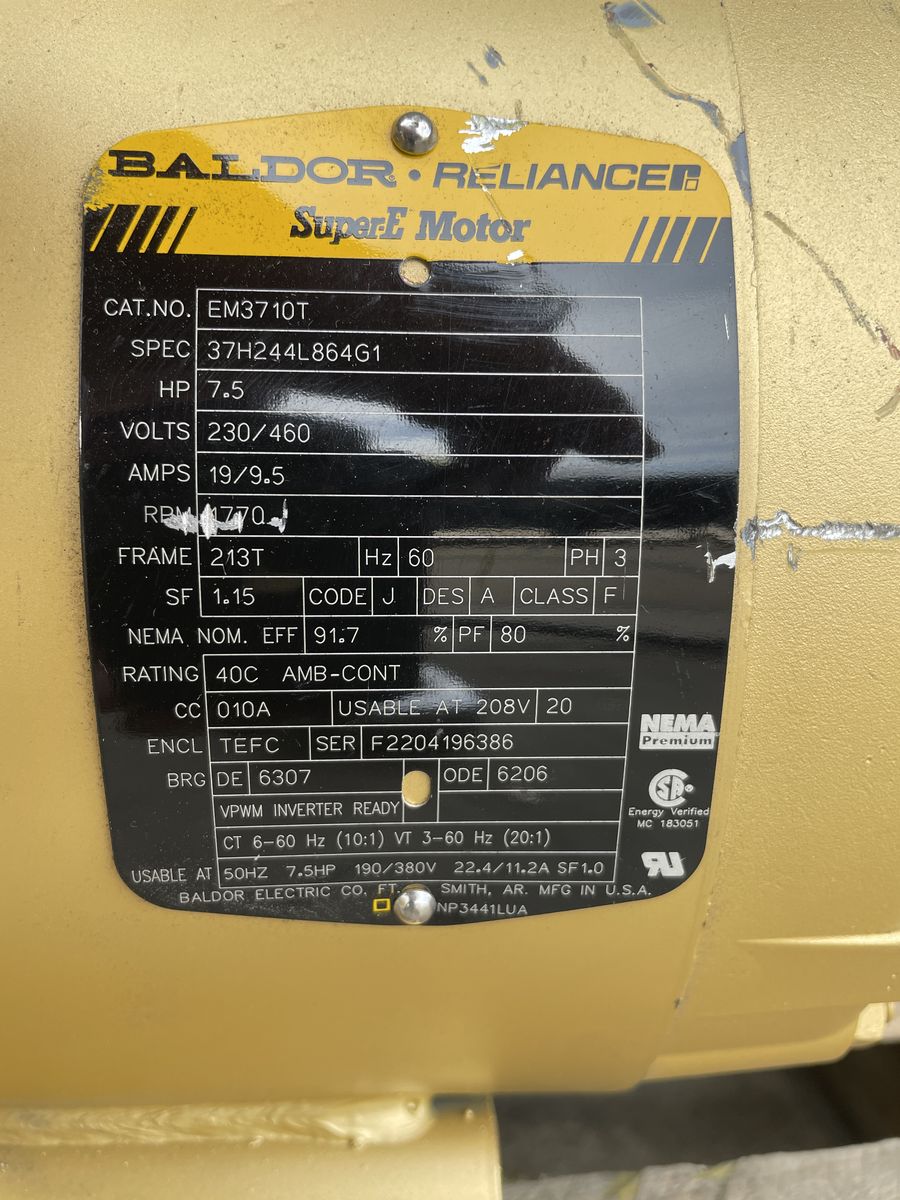 BALDOR • RELIANCE
Super-E Motor
CAT.NO. EM3710T
SPEC 37H244L864G1
HP 7.5
VOLTS 230/460
AMPS 19/9.5
RPM 1770
FRAME 213T Hz 60 PH 3
SF 1.15 CODE J DES A CLASS F
NEMA NOM. EFF 91.7 % PF 80 %
RATING 40C AMB-CONT
CC 010A USABLE AT 208V 20
ENCL TEFC SER F2204196386
BRG DE 6307 ODE 6206
VPWM INVERTER READY
CT 6-60 Hz (10:1) VT 3-60 Hz (20:1)
USABLE AT 50HZ 7.5HP 190/380V 22.4/11.2A SF1.0
BALDOR ELECTRIC CO. FT. SMITH, AR. MFG IN U.S.A.
NP3441LUA
NEMA
Premium
SA ®
Energy Verified
MC 183051